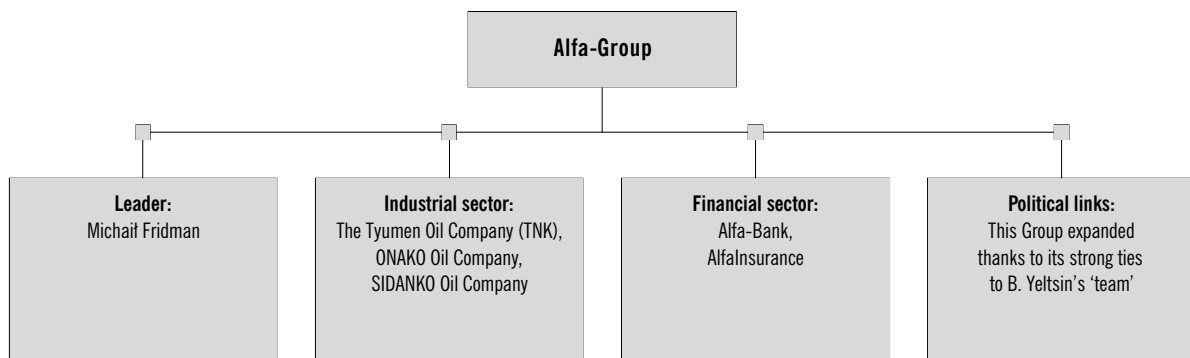 Alfa-Group
Leader:
Michaił Fridman
Industrial sector:
The Tyumen Oil Company (TNK),
ONAKO Oil Company,
SIDANKO Oil Company
Financial sector:
Alfa-Bank,
AlfaInsurance
Political links:
This Group expanded
thanks to its strong ties
to B. Yeltsin’s ‘team’